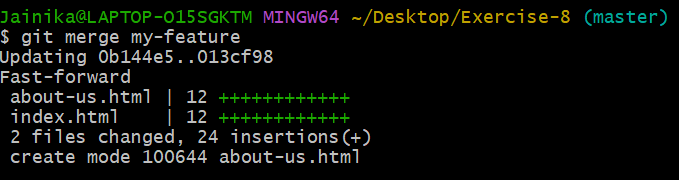 Jainika@LAPTOP-O15SGKTM MINGW64 ~/Desktop/Exercise-8 (master)
$ git merge my-feature
Updating 0b144e5..013cf98
Fast-forward
 about-us.html | 12 ++++++++++++
 index.html    | 12 ++++++++++++
 2 files changed, 24 insertions(+)
 create mode 100644 about-us.html